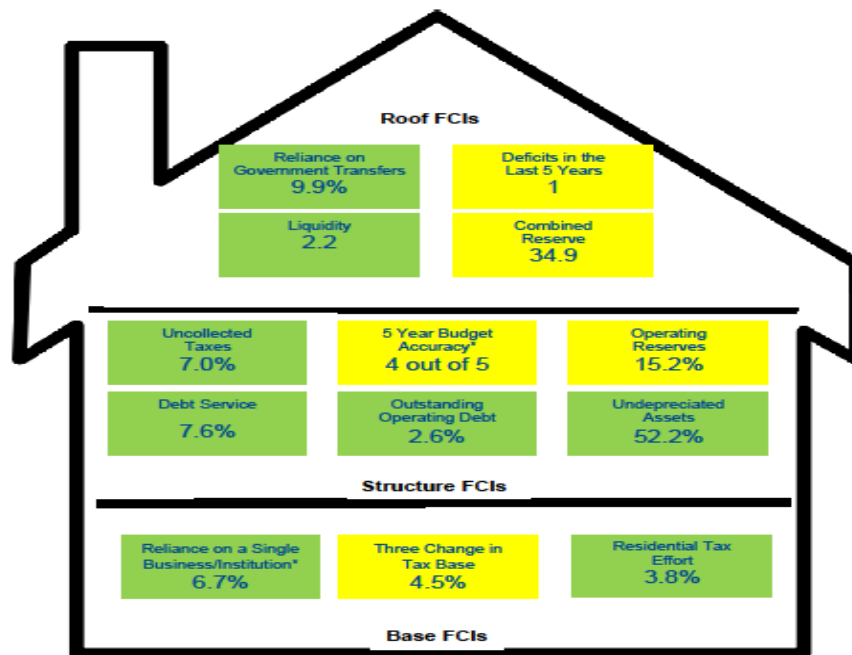 Roof FCIs
Reliance on
Government Transfers
9.9%
Deficits in the
Last 5 Years
1
Liquidity
2.2
Combined
Reserve
34.9
Uncollected
Taxes
7.0%
5 Year Budget
Accuracy*
4 out of 5
Operating
Reserves
15.2%
Debt Service
7.6%
Outstanding
Operating Debt
2.6%
Undepreciated
Assets
52.2%
Structure FCIs
Reliance on a Single
Business/Institution*
6.7%
Three Change in
Tax Base
4.5%
Residential Tax
Effort
3.8%
Base FCIs